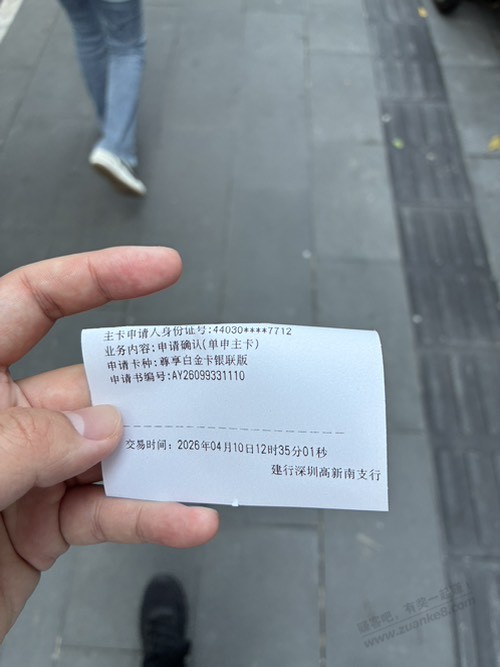 主卡申请人身份证号:44030****7712
业务内容:申请确认(单申主卡)
申请卡种:尊享白金卡银联版
申请书编号:AY26099331110
交易时间: 2026年04月10日12时35分01秒
建行深圳高新南支行
www.zuanke8.com